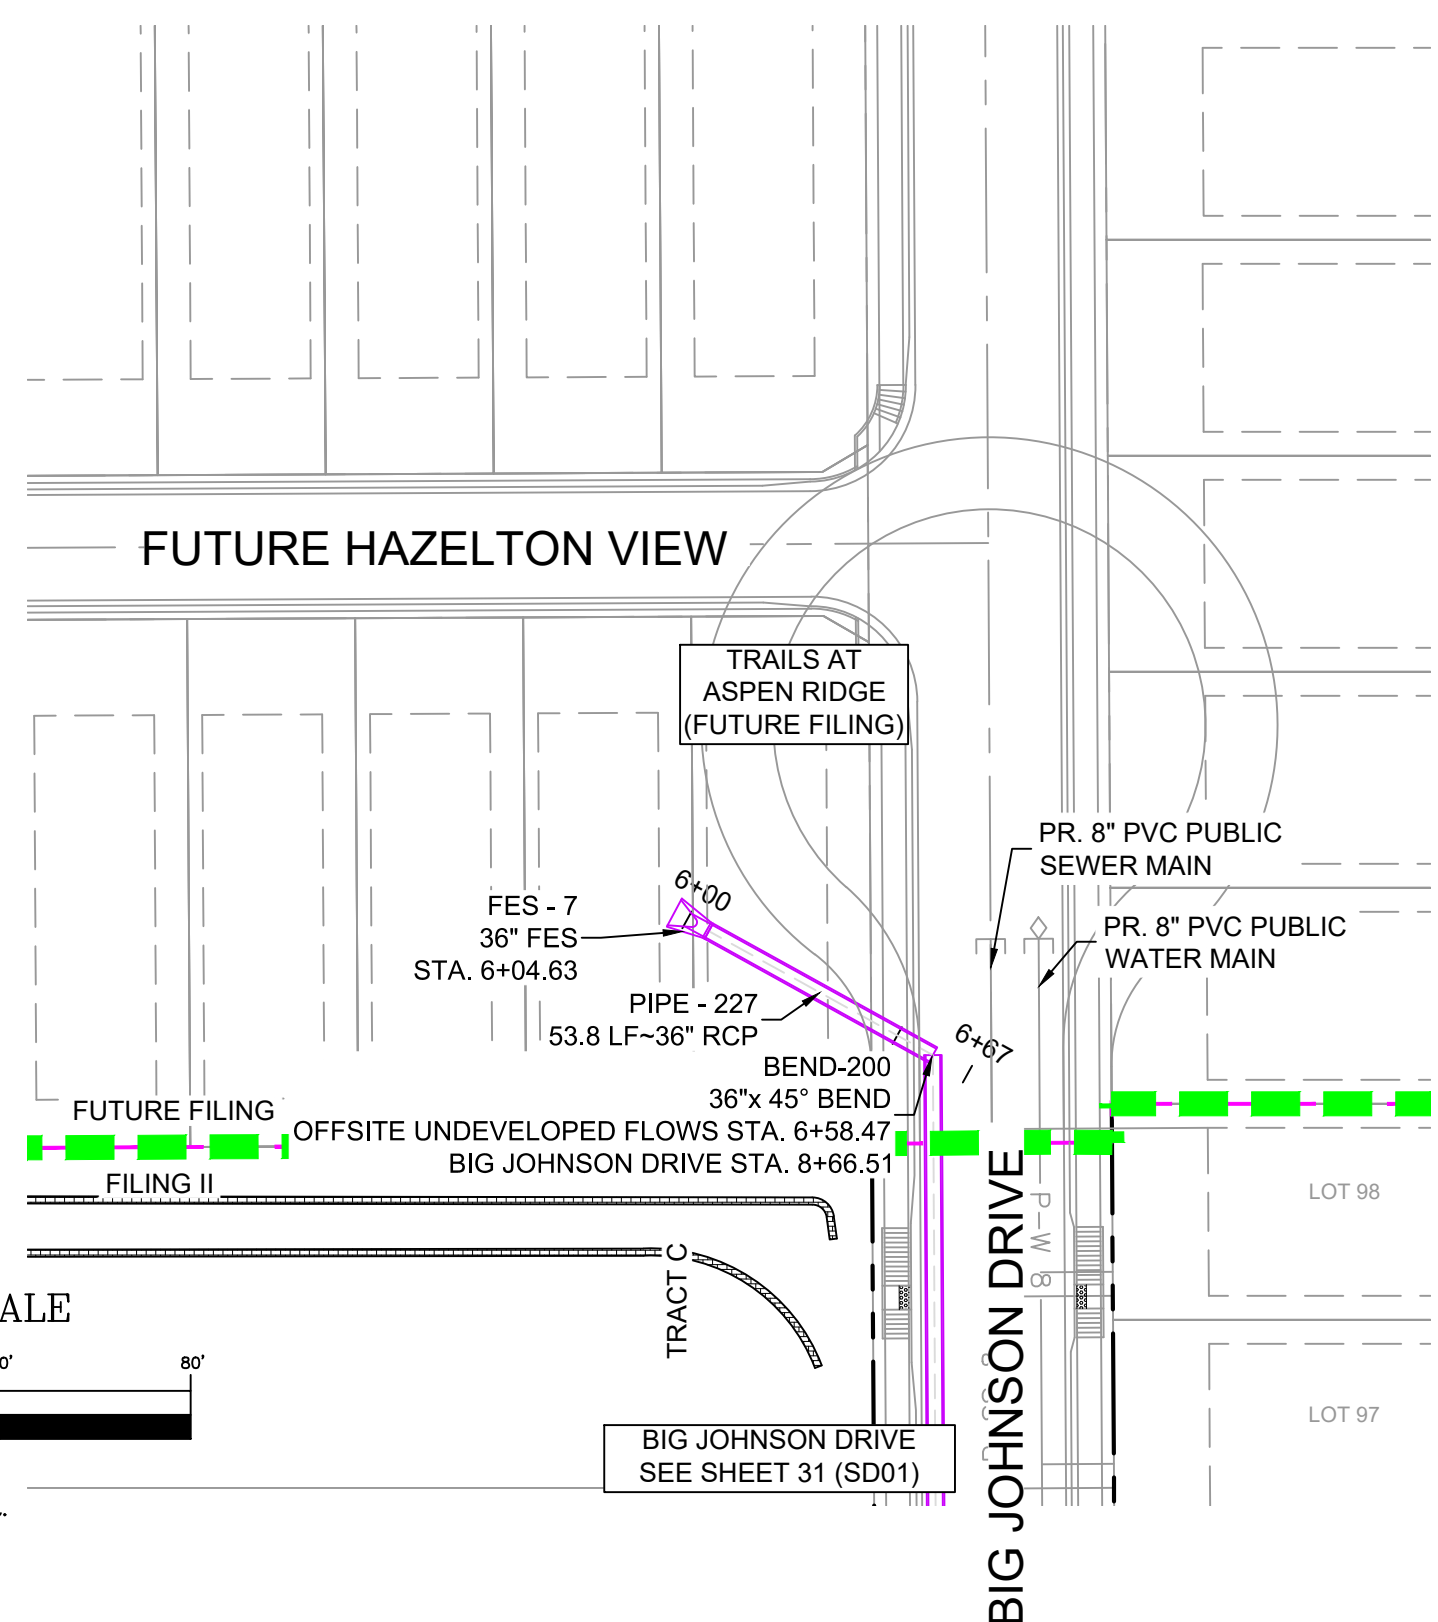 FUTURE HAZELTON VIEW
TRAILS AT
ASPEN RIDGE
(FUTURE FILING)
PR. 8" PVC PUBLIC
SEWER MAIN
6+00
FES - 7
36" FES
STA. 6+04.63
PR. 8" PVC PUBLIC
WATER MAIN
PIPE - 227
53.8 LF~36" RCP
6+67
BEND-200
36"x 45° BEND
OFFSITE UNDEVELOPED FLOWS STA. 6+58.47
BIG JOHNSON DRIVE STA. 8+66.51
FUTURE FILING
FILING II
LOT 98
P-W 8
TRACT C
BIG JOHNSON DRIVE
ALE
0'
80'
LOT 97
BIG JOHNSON DRIVE
SEE SHEET 31 (SD01)